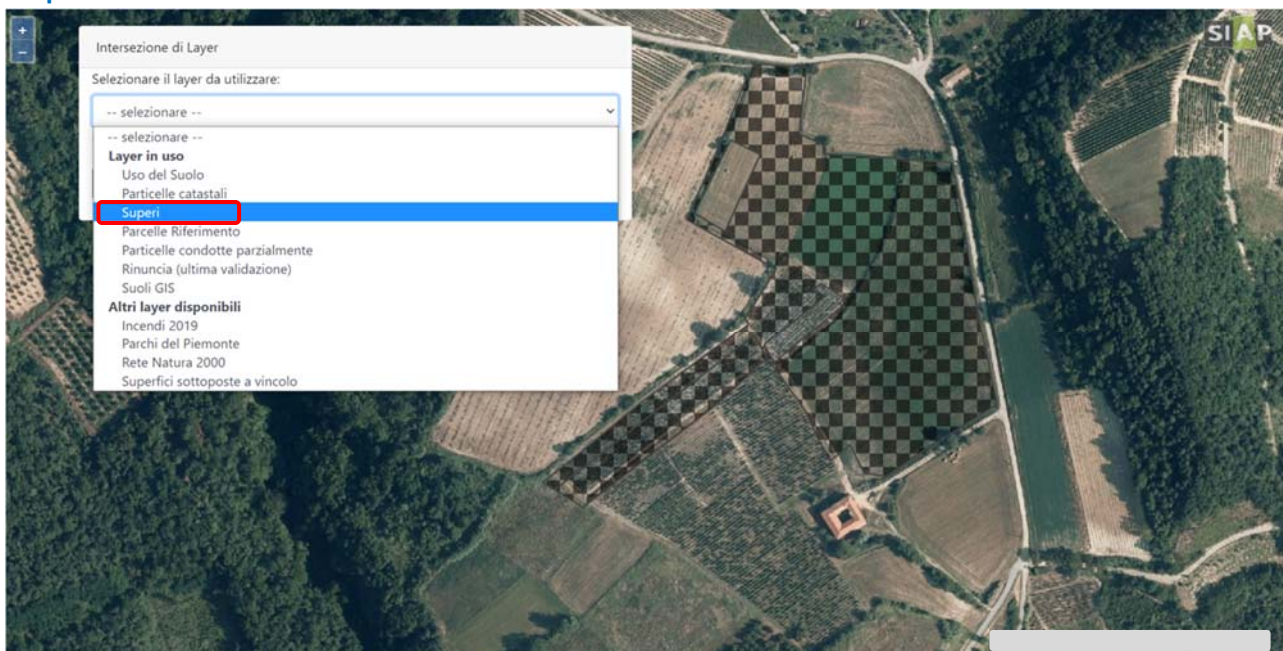 +
-
SIAP
Intersezione di Layer
Selezionare il layer da utilizzare:
-- selezionare --
-- selezionare --
Layer in uso
Uso del Suolo
Particelle catastali
Superi
Parcelle Riferimento
Particelle condotte parzialmente
Rinuncia (ultima validazione)
Suoli GIS
Altri layer disponibili
Incendi 2019
Parchi del Piemonte
Rete Natura 2000
Superfici sottoposte a vincolo